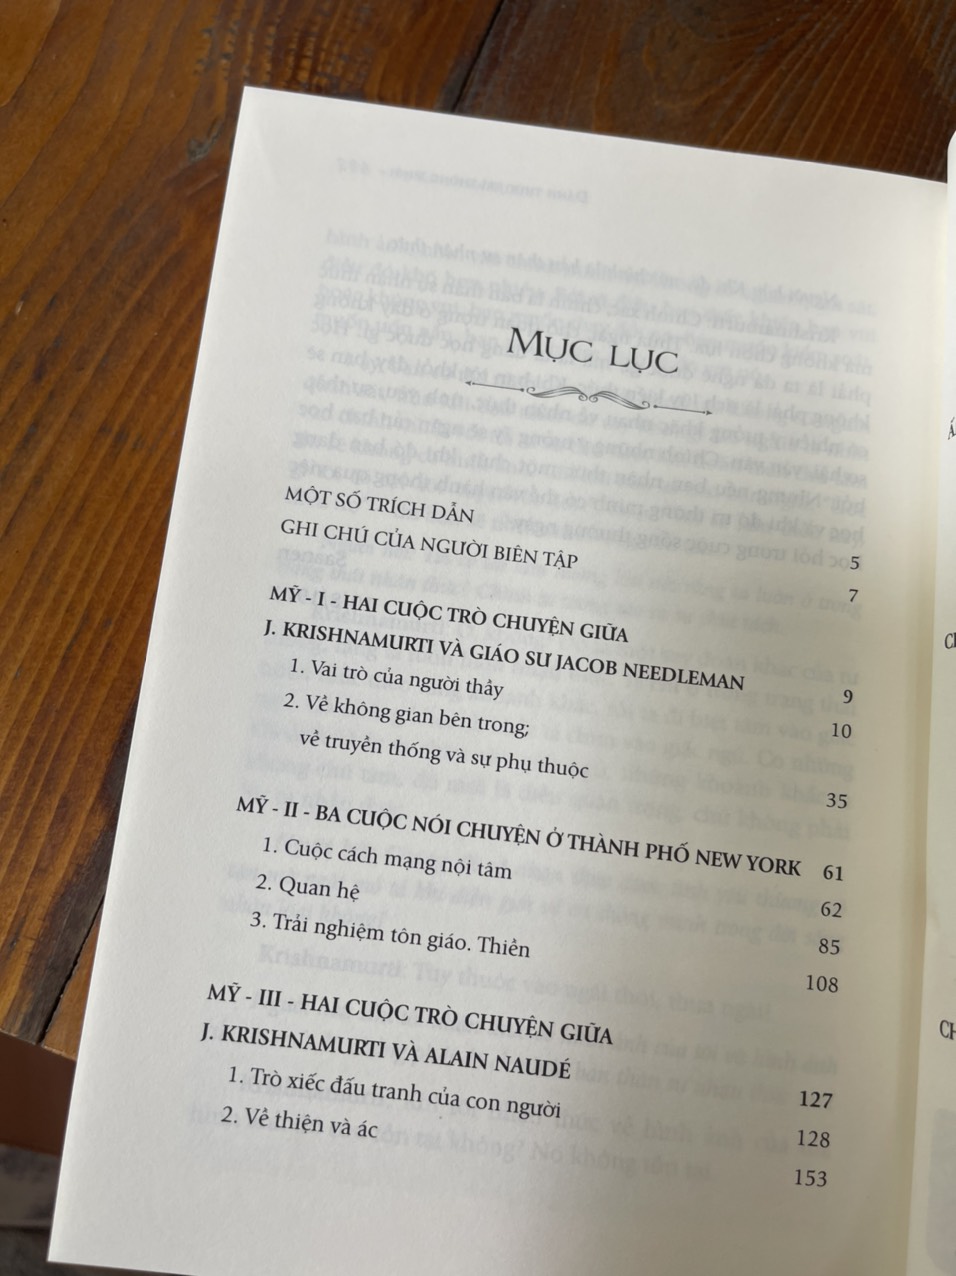 MỤC LỤC
MỘT SỐ TRÍCH DẪN 5
GHI CHÚ CỦA NGƯỜI BIÊN TẬP 7
MỸ - I - HAI CUỘC TRÒ CHUYỆN GIỮA
J. KRISHNAMURTI VÀ GIÁO SƯ JACOB NEEDLEMAN 9
1. Vai trò của người thầy 10
2. Về không gian bên trong;
về truyền thống và sự phụ thuộc 35
MỸ - II - BA CUỘC NÓI CHUYỆN Ở THÀNH PHỐ NEW YORK 61
1. Cuộc cách mạng nội tâm 62
2. Quan hệ 85
3. Trải nghiệm tôn giáo. Thiền 108
MỸ - III - HAI CUỘC TRÒ CHUYỆN GIỮA
J. KRISHNAMURTI VÀ ALAIN NAUDÉ 127
1. Trò xiếc đấu tranh của con người 128
2. Về thiện và ác 153